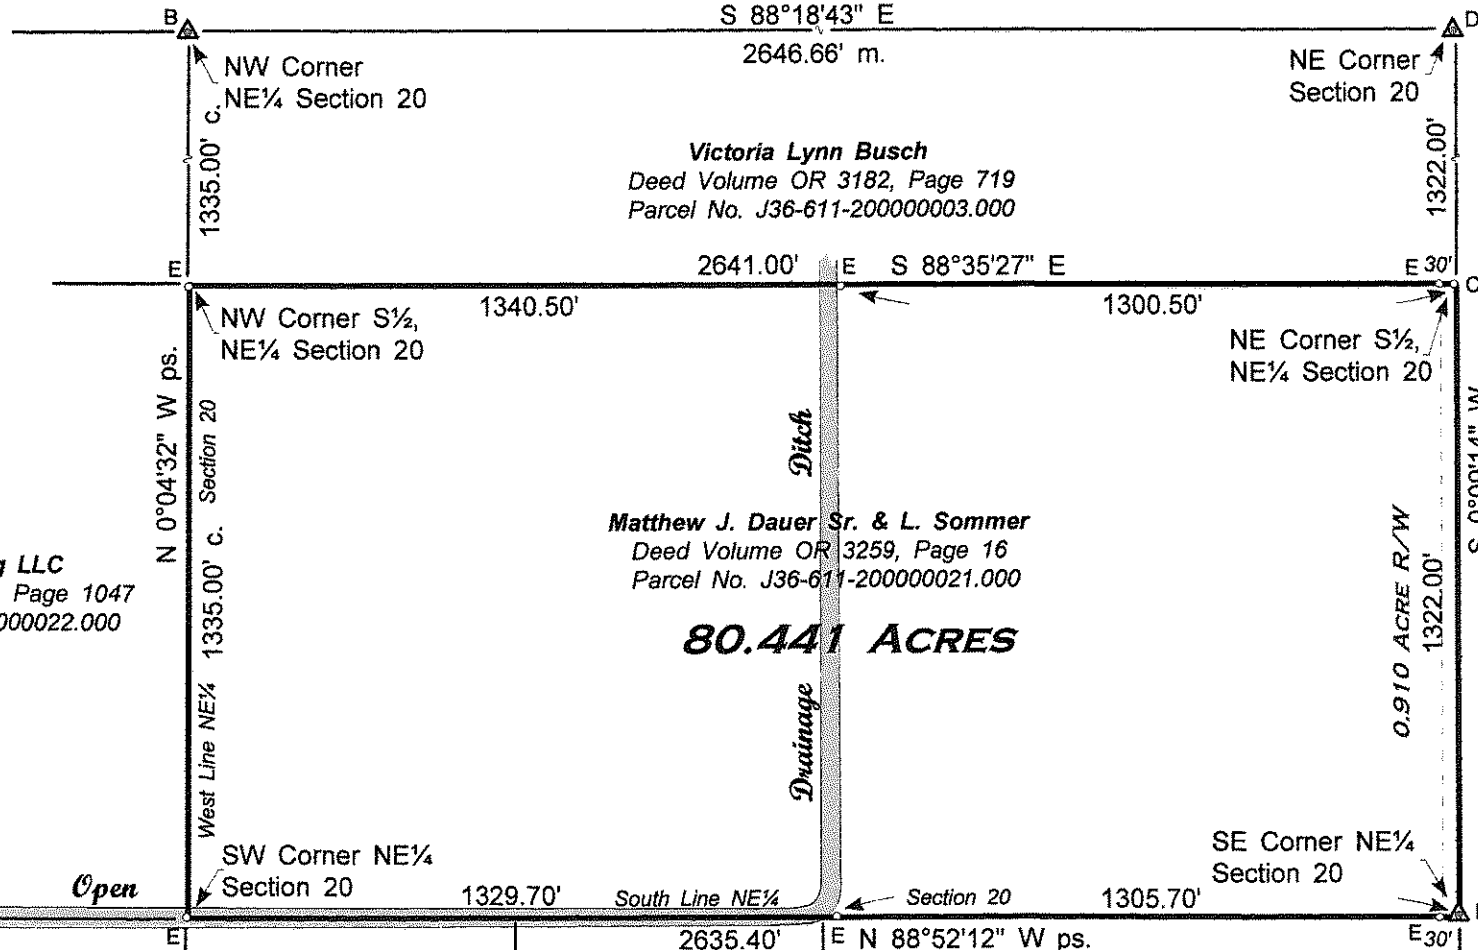 B
S 88°18'43" E
D
2646.66' m.
NW Corner
NE¼ Section 20
NE Corner
Section 20
1335.00' c.
1322.00'
Victoria Lynn Busch
Deed Volume OR 3182, Page 719
Parcel No. J36-611-200000003.000
E
2641.00'
E
S 88°35'27" E
E 30'
1340.50'
1300.50'
NW Corner S½,
NE¼ Section 20
NE Corner S½,
NE¼ Section 20
N 0°04'32" W ps.
1335.00' c.
West Line NE¼ Section 20
Drainage Ditch
Matthew J. Dauer Sr. & L. Sommer
Deed Volume OR 3259, Page 16
Parcel No. J36-611-200000021.000
80.441 ACRES
0.910 ACRE R/W
1322.00'
S 0°00'14" W
g LLC
Page 1047
000022.000
SW Corner NE¼
Section 20
SE Corner NE¼
Section 20
Open
1329.70'
South Line NE¼
Section 20
1305.70'
E
2635.40'
E
N 88°52'12" W ps.
E 30'